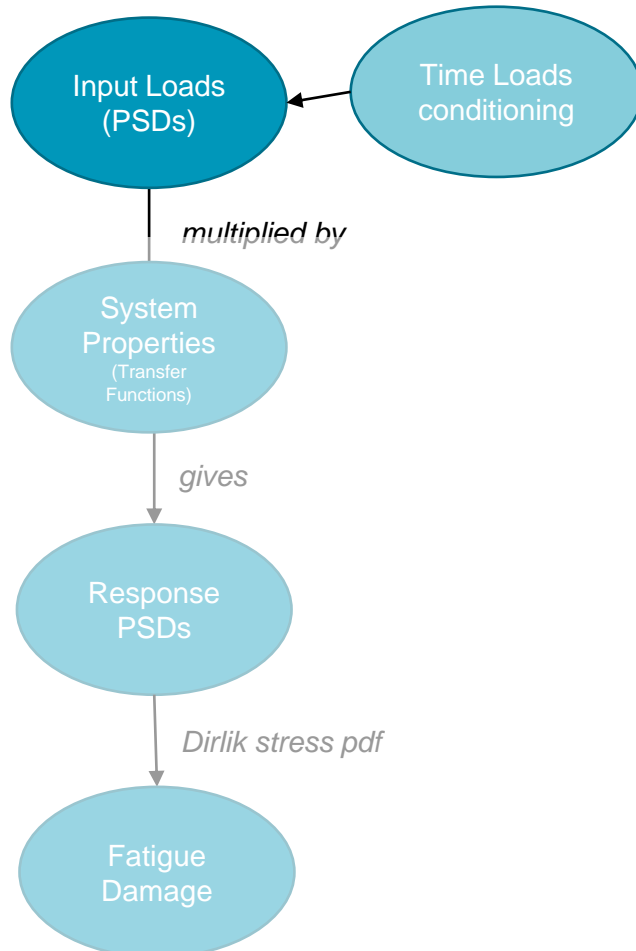 Input Loads
(PSDs)
Time Loads
conditioning
multiplied by
System
Properties
(Transfer
Functions)
gives
Response
PSDs
Dirlik stress pdf
Fatigue
Damage